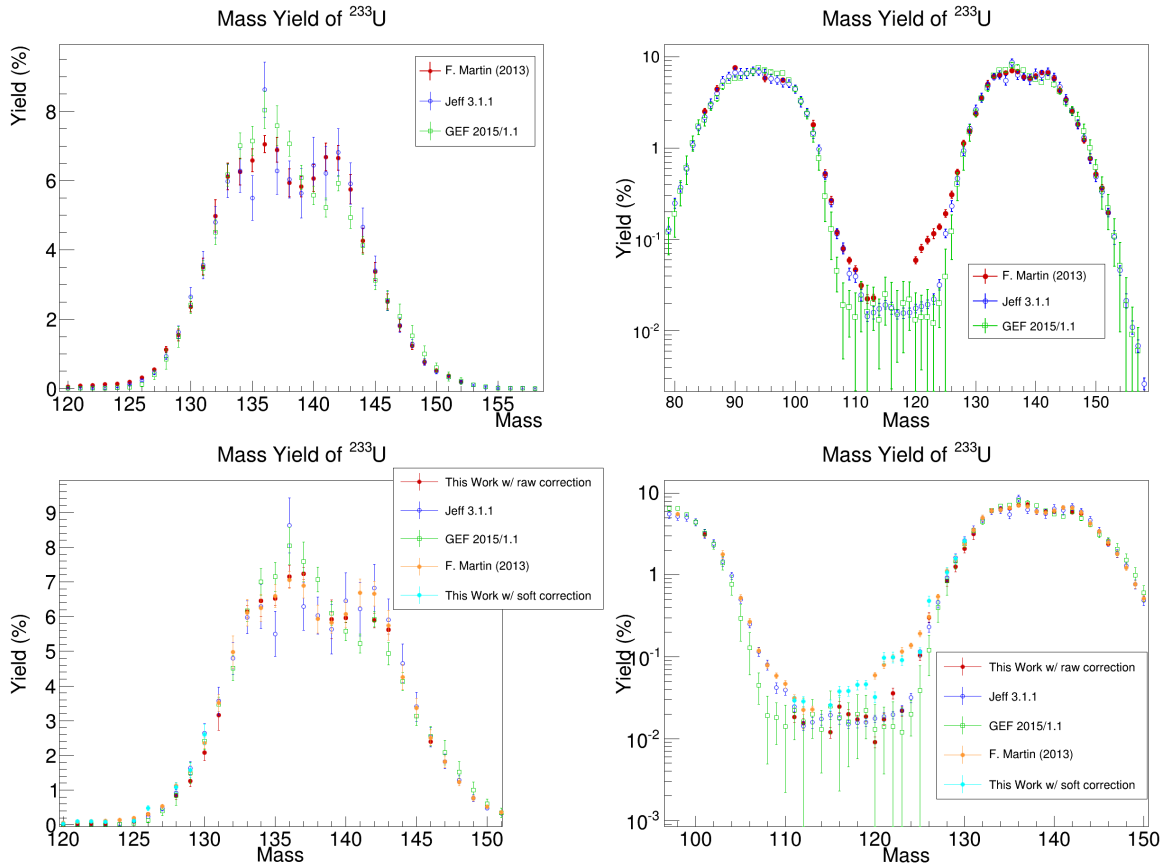 Mass Yield of ²³³U
Yield (%)
8
6
4
2
0
120 125 130 135 140 145 150 155
Mass
F. Martin (2013)
Jeff 3.1.1
GEF 2015/1.1
Mass Yield of ²³³U
Yield (%)
10
1
10⁻¹
10⁻²
80 90 100 110 120 130 140 150
Mass
F. Martin (2013)
Jeff 3.1.1
GEF 2015/1.1
Mass Yield of ²³³U
Yield (%)
9
8
7
6
5
4
3
2
1
0
120 125 130 135 140 145 150
Mass
This Work w/ raw correction
Jeff 3.1.1
GEF 2015/1.1
F. Martin (2013)
This Work w/ soft correction
Mass Yield of ²³³U
Yield (%)
10
1
10⁻¹
10⁻²
10⁻³
100 110 120 130 140 150
Mass
This Work w/ raw correction
Jeff 3.1.1
GEF 2015/1.1
F. Martin (2013)
This Work w/ soft correction